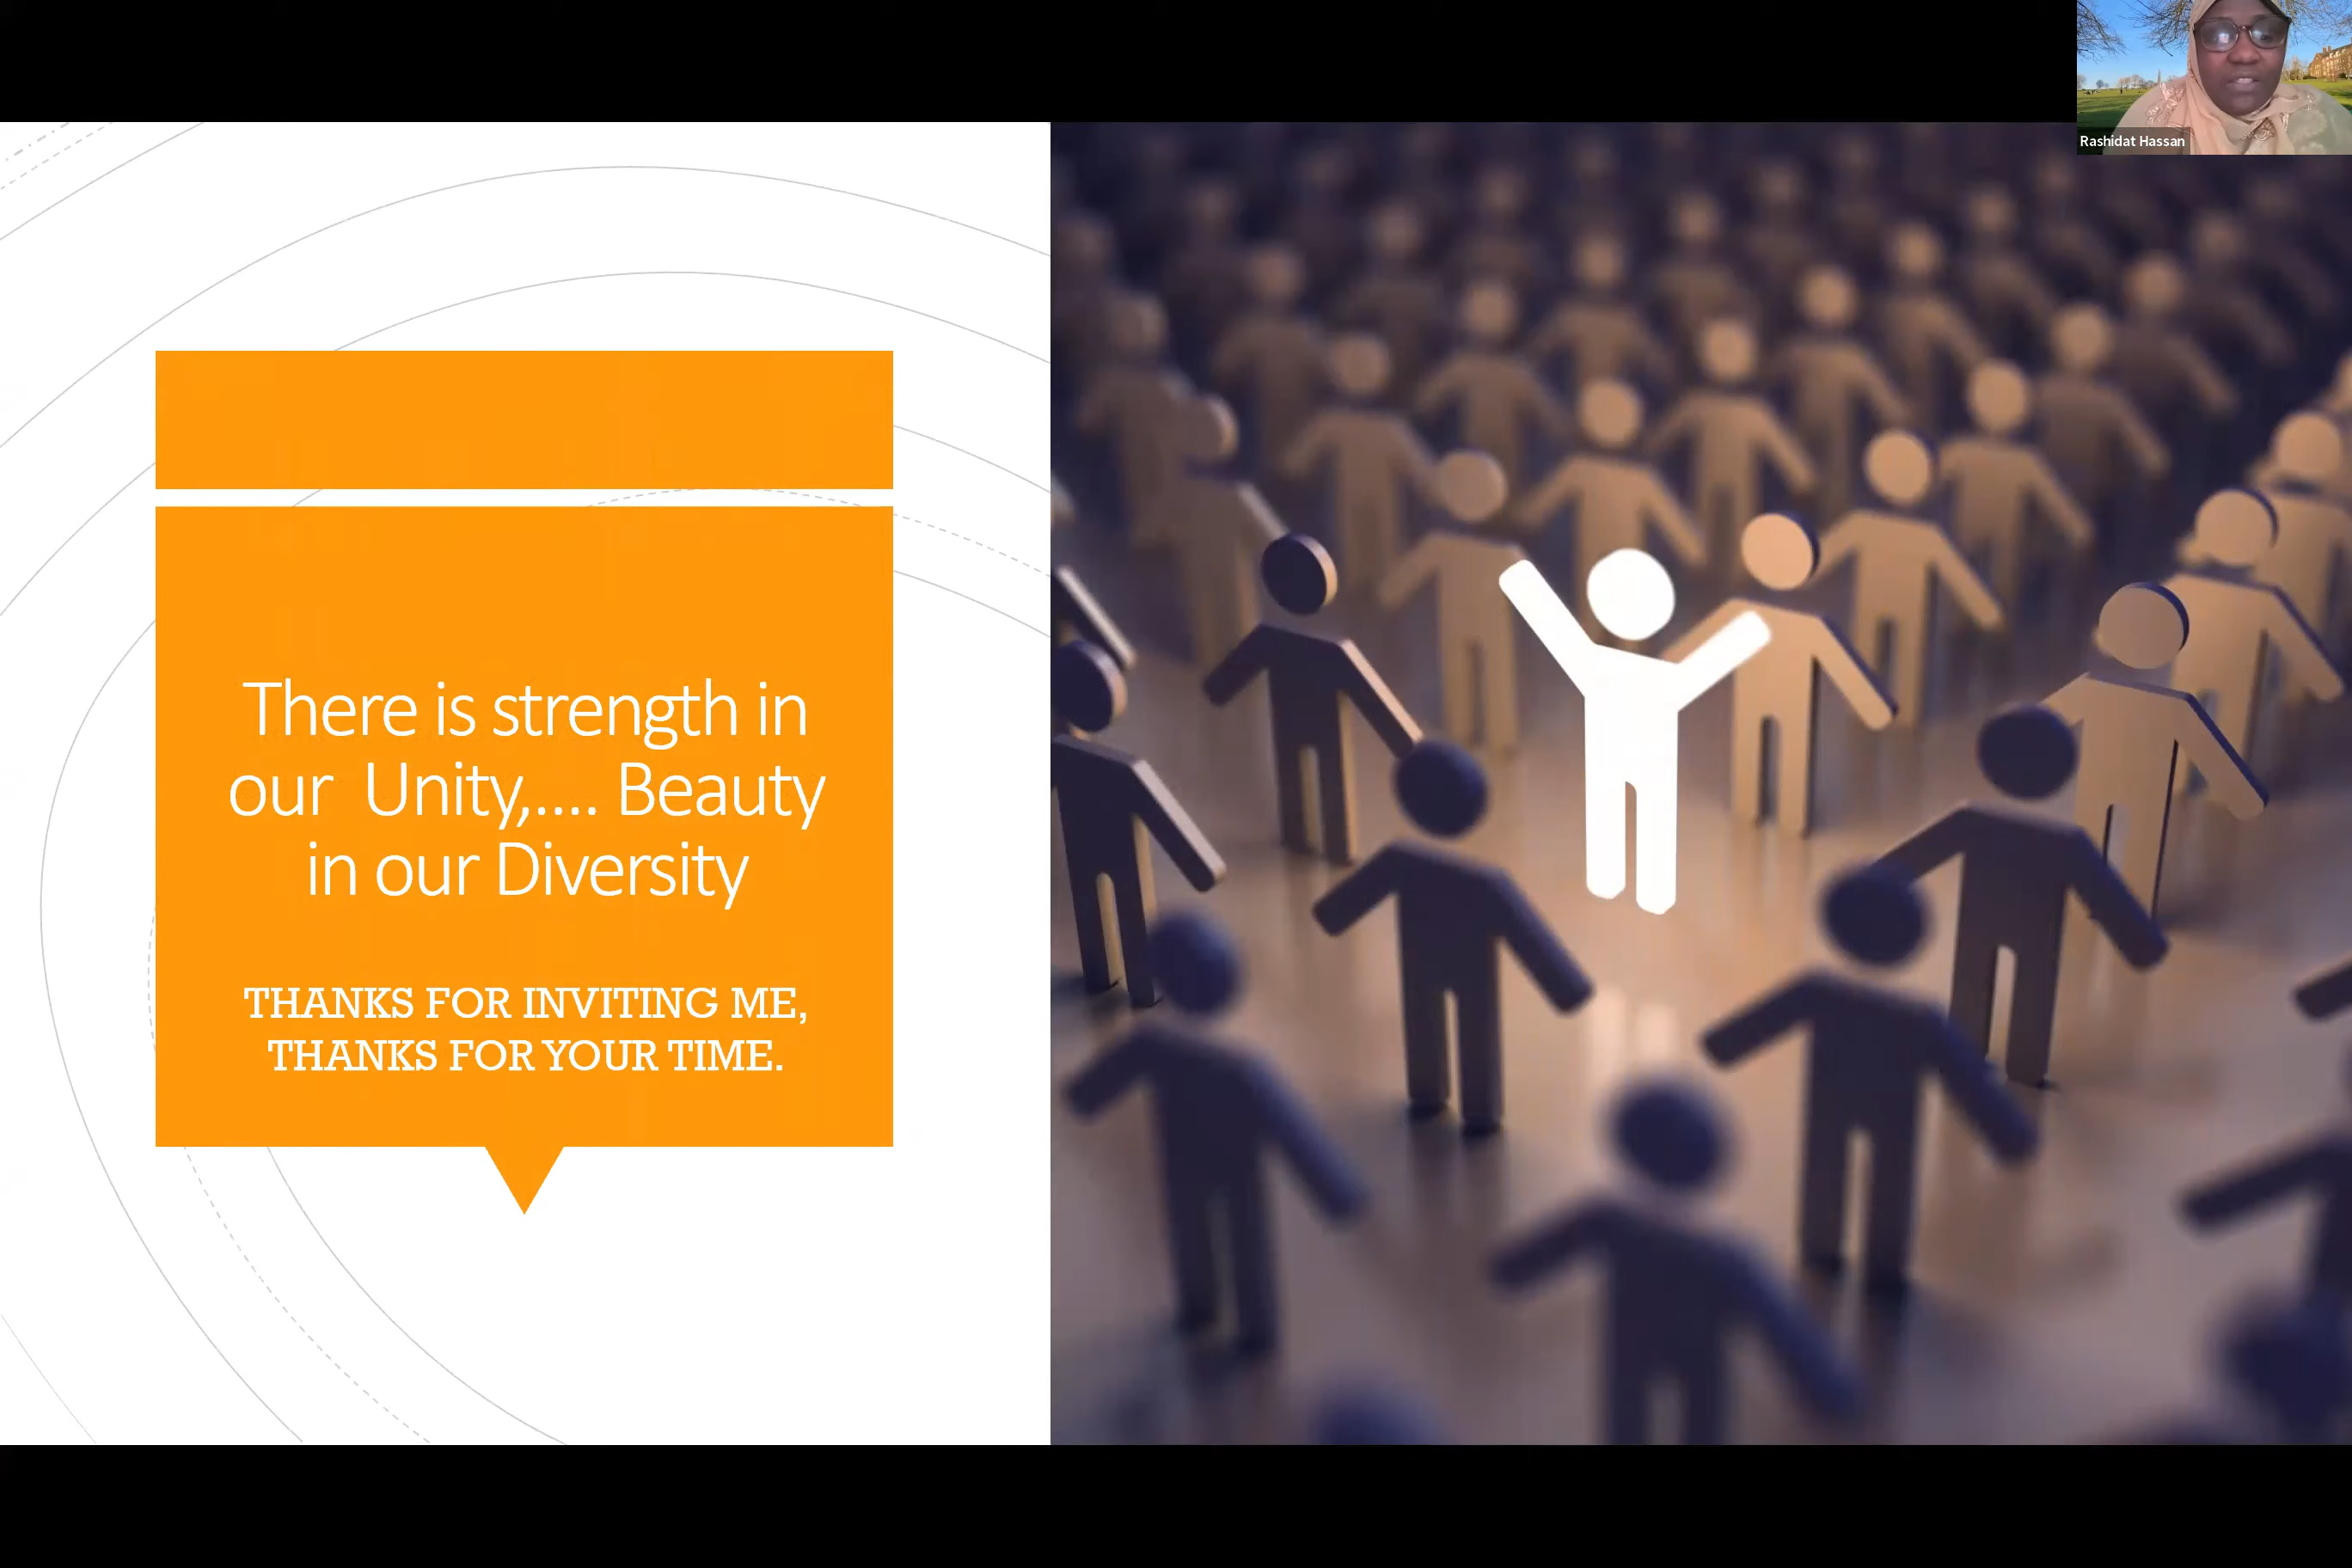 Rashidat Hassan
There is strength in
our  Unity,.... Beauty
in our Diversity
THANKS FOR INVITING ME,
THANKS FOR YOUR TIME.